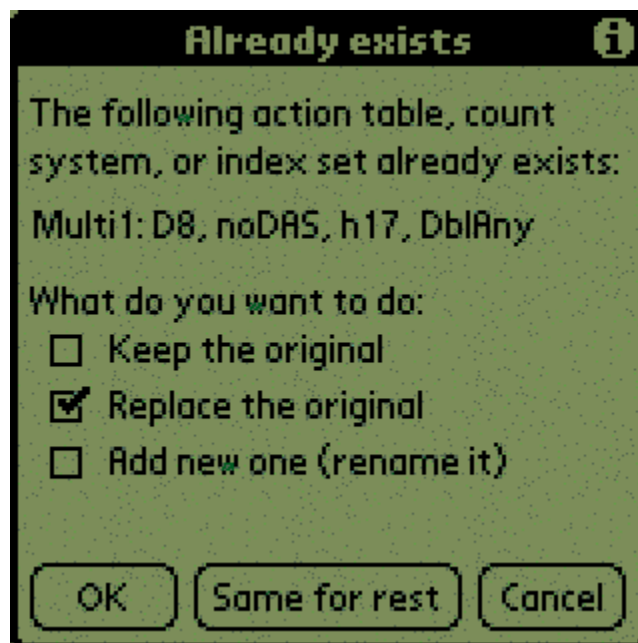 Already exists
The following action table, count
system, or index set already exists:
Multi1: D8, noDAS, h17, DblAny
What do you want to do:
Keep the original
Replace the original
Add new one (rename it)
OK Same for rest Cancel